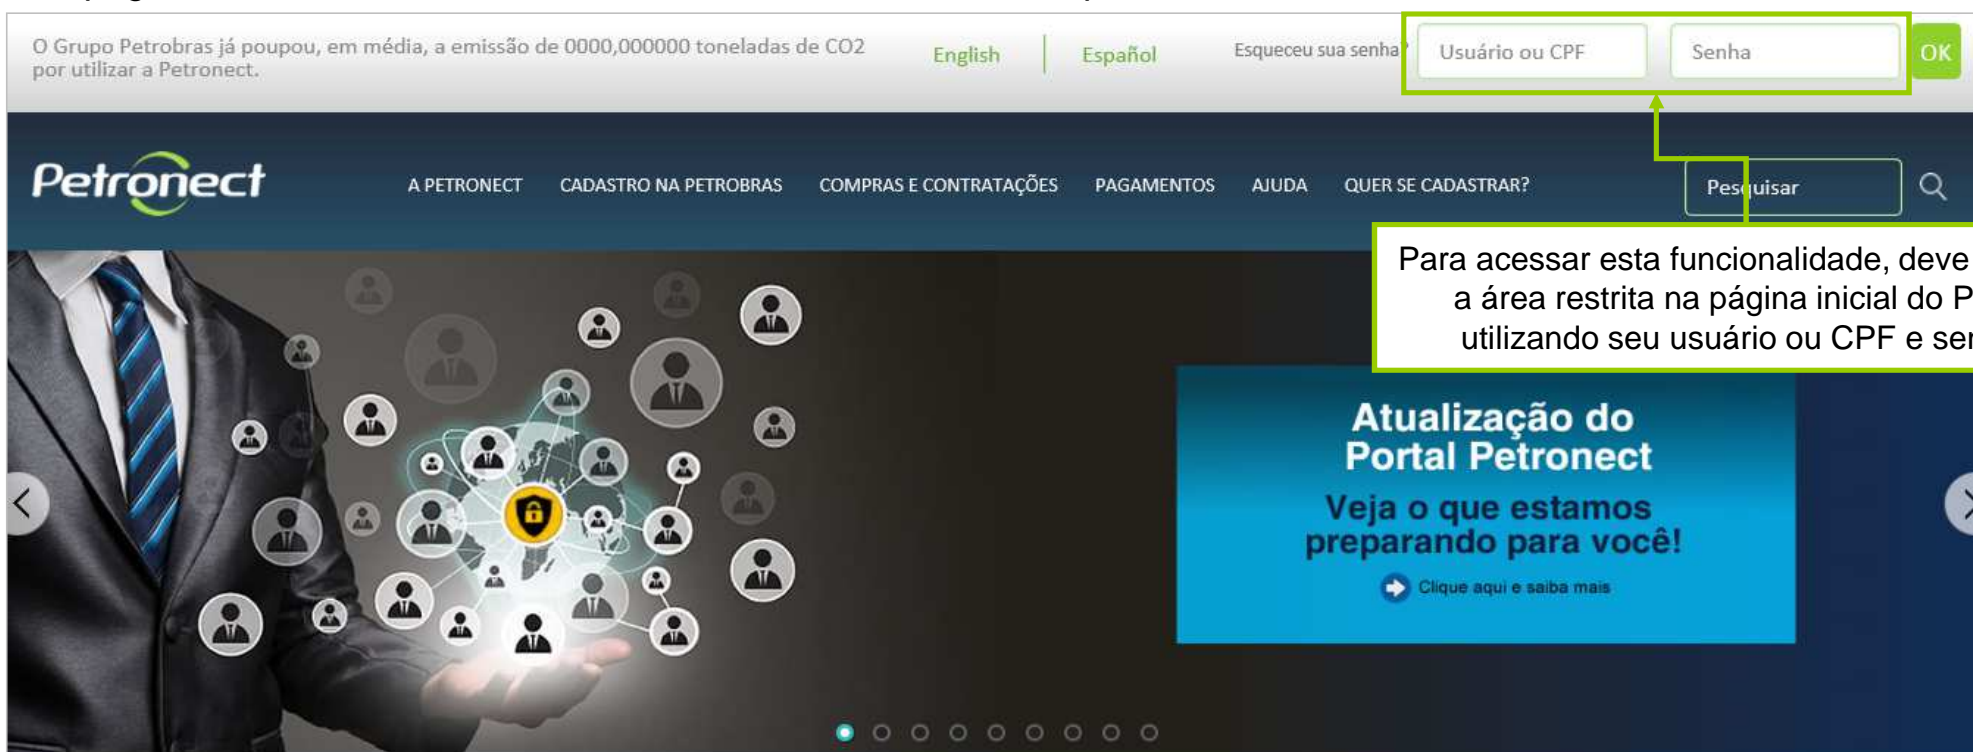 O Grupo Petrobras já poupou, em média, a emissão de 0000,000000 toneladas de CO2
por utilizar a Petronect.
English
Español
Esqueceu sua senha?
Usuário ou CPF
Senha
OK
Petronect
A PETRONECT
CADASTRO NA PETROBRAS
COMPRAS E CONTRATAÇÕES
PAGAMENTOS
AJUDA
QUER SE CADASTRAR?
Pesquisar
Para acessar esta funcionalidade, deve
a área restrita na página inicial do P
utilizando seu usuário ou CPF e se
Atualização do
Portal Petronect
Veja o que estamos
preparando para você!
Clique aqui e saiba mais